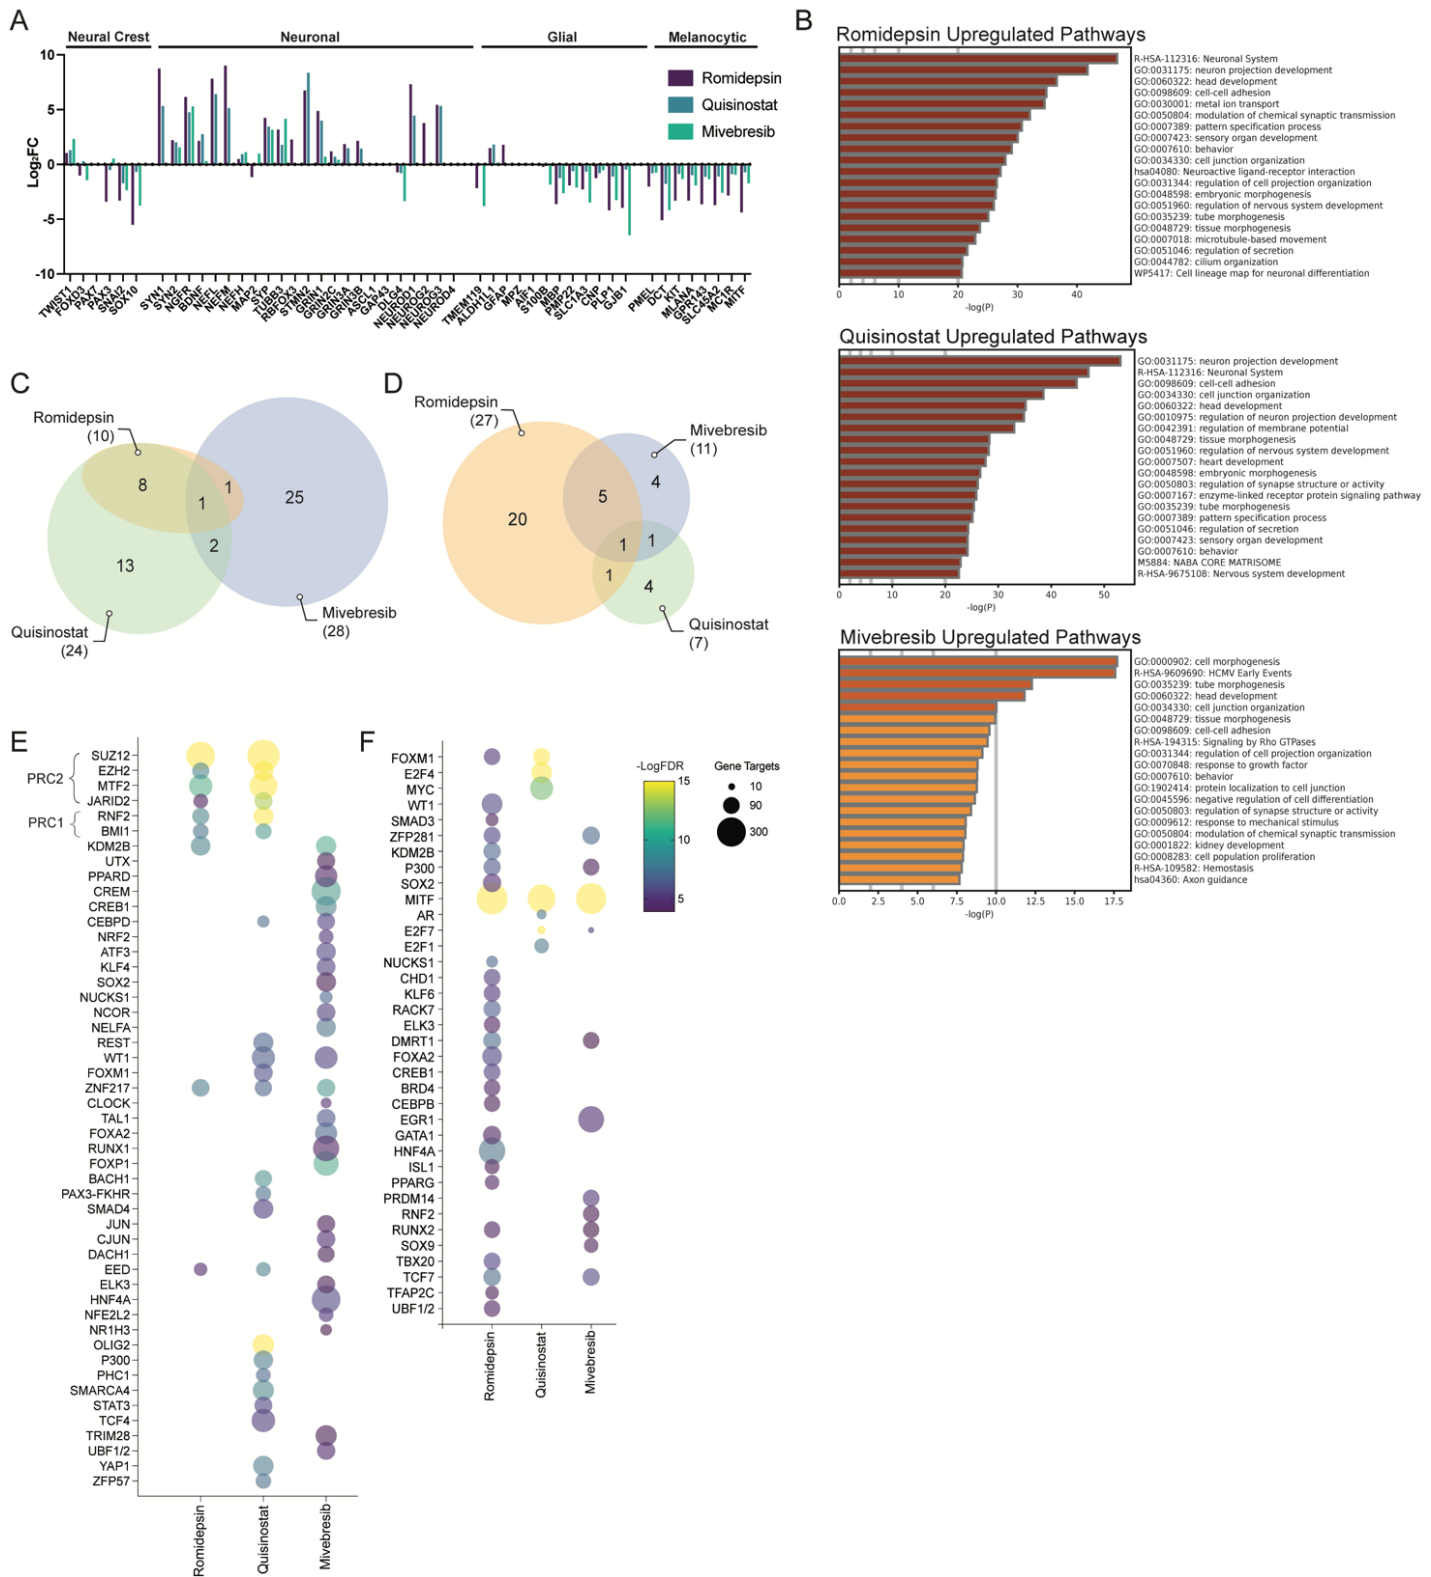 A
Neural Crest
Neuronal
Glial
Melanocytic
Log₂FC
10
5
0
-5
-10
Romidepsin
Quisinostat
Mivebresib
TWIST1
FOXD3
PAX7
PAX3
SNAI2
SOX10
SYN1
SYN2
NGFR
BDNF
NEFL
NEFM
NEFH
MAP2
SYP
TUBB3
RBFOX3
STMN2
GRIN1
GRIN2C
GRIN3A
GRIN3B
ASCL1
GAP43
DLG4
NEUROD1
NEUROG2
NEUROG3
NEUROD4
TMEM119
ALDH1L1
GFAP
MPZ
AIF1
S100B
MBP
PMP22
SLC1A3
CNP
PLP1
GJB1
PMEL
DCT
KIT
MLANA
GPR143
SLC45A2
MC1R
MITF
B
Romidepsin Upregulated Pathways
R-HSA-112316: Neuronal System
GO:0031175: neuron projection development
GO:0060322: head development
GO:0098609: cell-cell adhesion
GO:0030001: metal ion transport
GO:0050804: modulation of chemical synaptic transmission
GO:0007389: pattern specification process
GO:0007423: sensory organ development
GO:0007610: behavior
GO:0034330: cell junction organization
hsa04080: Neuroactive ligand-receptor interaction
GO:0031344: regulation of cell projection organization
GO:0048598: embryonic morphogenesis
GO:0051960: regulation of nervous system development
GO:0035239: tube morphogenesis
GO:0048729: tissue morphogenesis
GO:0007018: microtubule-based movement
GO:0051046: regulation of secretion
GO:0044782: cilium organization
WP5417: Cell lineage map for neuronal differentiation
0 10 20 30 40
-log(P)
Quisinostat Upregulated Pathways
GO:0031175: neuron projection development
R-HSA-112316: Neuronal System
GO:0098609: cell-cell adhesion
GO:0034330: cell junction organization
GO:0060322: head development
GO:0010975: regulation of neuron projection development
GO:0042391: regulation of membrane potential
GO:0048729: tissue morphogenesis
GO:0051960: regulation of nervous system development
GO:0007507: heart development
GO:0048598: embryonic morphogenesis
GO:0050803: regulation of synapse structure or activity
GO:0007167: enzyme-linked receptor protein signaling pathway
GO:0035239: tube morphogenesis
GO:0007389: pattern specification process
GO:0051046: regulation of secretion
GO:0007423: sensory organ development
GO:0007610: behavior
M5884: NABA CORE MATRISOME
R-HSA-9675108: Nervous system development
0 10 20 30 40 50
-log(P)
Mivebresib Upregulated Pathways
GO:0000902: cell morphogenesis
R-HSA-9609690: HCMV Early Events
GO:0035239: tube morphogenesis
GO:0060322: head development
GO:0034330: cell junction organization
GO:0048729: tissue morphogenesis
GO:0098609: cell-cell adhesion
R-HSA-194315: Signaling by Rho GTPases
GO:0031344: regulation of cell projection organization
GO:0070848: response to growth factor
GO:0007610: behavior
GO:1902414: protein localization to cell junction
GO:0045596: negative regulation of cell differentiation
GO:0050803: regulation of synapse structure or activity
GO:0009612: response to mechanical stimulus
GO:0050804: modulation of chemical synaptic transmission
GO:0001822: kidney development
GO:0008283: cell population proliferation
R-HSA-109582: Hemostasis
hsa04360: Axon guidance
0.0 2.5 5.0 7.5 10.0 12.5 15.0 17.5
-log(P)
C
Romidepsin
(10)
8
1
1
25
2
13
Quisinostat
(24)
Mivebresib
(28)
D
Romidepsin
(27)
Mivebresib
(11)
4
5
20
1
1
1
4
Quisinostat
(7)
E
PRC2
PRC1
SUZ12
EZH2
MTF2
JARID2
RNF2
BMI1
KDM2B
UTX
PPARD
CREM
CREB1
CEBPD
NRF2
ATF3
KLF4
SOX2
NUCKS1
NCOR
NELFA
REST
WT1
FOXM1
ZNF217
CLOCK
TAL1
FOXA2
RUNX1
FOXP1
BACH1
PAX3-FKHR
SMAD4
JUN
CJUN
DACH1
EED
ELK3
HNF4A
NFE2L2
NR1H3
OLIG2
P300
PHC1
SMARCA4
STAT3
TCF4
TRIM28
UBF1/2
YAP1
ZFP57
Romidepsin
Quisinostat
Mivebresib
F
FOXM1
E2F4
MYC
WT1
SMAD3
ZFP281
KDM2B
P300
SOX2
MITF
AR
E2F7
E2F1
NUCKS1
CHD1
KLF6
RACK7
ELK3
DMRT1
FOXA2
CREB1
BRD4
CEBPB
EGR1
GATA1
HNF4A
ISL1
PPARG
PRDM14
RNF2
RUNX2
SOX9
TBX20
TCF7
TFAP2C
UBF1/2
Romidepsin
Quisinostat
Mivebresib
-LogFDR
15
10
5
Gene Targets
10
90
300